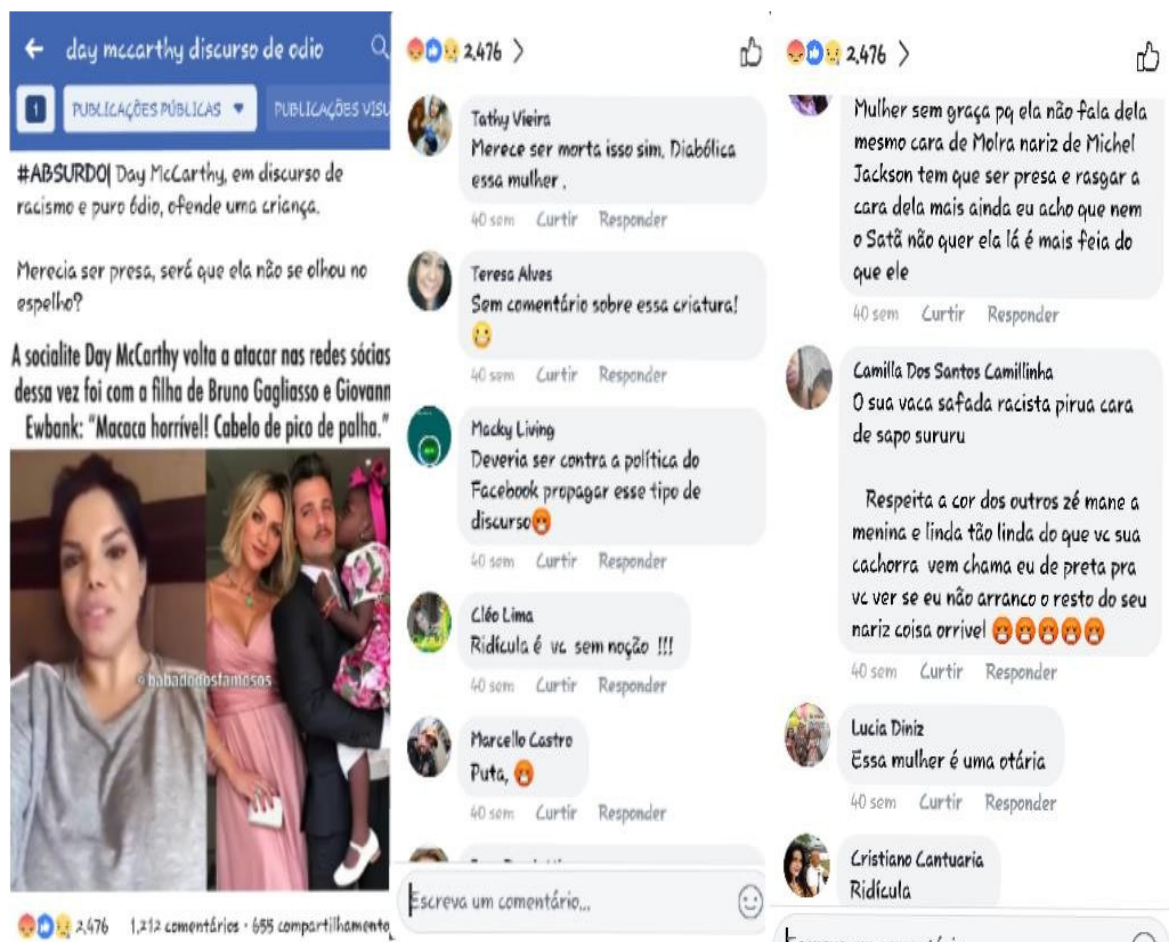 day mccarthy discurso de odio
1
PUBLICAÇÕES PÚBLICAS
PUBLICAÇÕES VISU
#ABSURDO| Day McCarthy, em discurso de
racismo e puro ódio, ofende uma criança.
Merecia ser presa, será que ela não se olhou no
espelho?
A socialite Day McCarthy volta a atacar nas redes sócias
dessa vez foi com a filha de Bruno Gagliasso e Giovann
Ewbank: “Macaca horrível! Cabelo de pico de palha.”
@babadodosfamosos
2,476 1,212 comentários · 655 compartilhamento
2,476
Tathy Vieira
Merece ser morta isso sim, Diabólica
essa mulher .
40 sem Curtir Responder
Teresa Alves
Sem comentário sobre essa criatura!
😀
40 sem Curtir Responder
Macky Living
Deveria ser contra a política do
Facebook propagar esse tipo de
discurso😡
40 sem Curtir Responder
Cléo Lima
Ridícula é vc sem noção !!!
40 sem Curtir Responder
Marcello Castro
Puta, 😡
40 sem Curtir Responder
Escreva um comentário...
2,476
Mulher sem graça pq ela não fala dela
mesmo cara de Molra nariz de Michel
Jackson tem que ser presa e rasgar a
cara dela mais ainda eu acho que nem
o Satã não quer ela lá é mais feia do
que ele
40 sem Curtir Responder
Camilla Dos Santos Camillinha
O sua vaca safada racista pirua cara
de sapo sururu
Respeita a cor dos outros zé mane a
menina e linda tão linda do que vc sua
cachorra vem chama eu de preta pra
vc ver se eu não arranco o resto do seu
nariz coisa orrivel 😡😡😡😡😡
40 sem Curtir Responder
Lucia Diniz
Essa mulher é uma otária
40 sem Curtir Responder
Cristiano Cantuaria
Ridícula